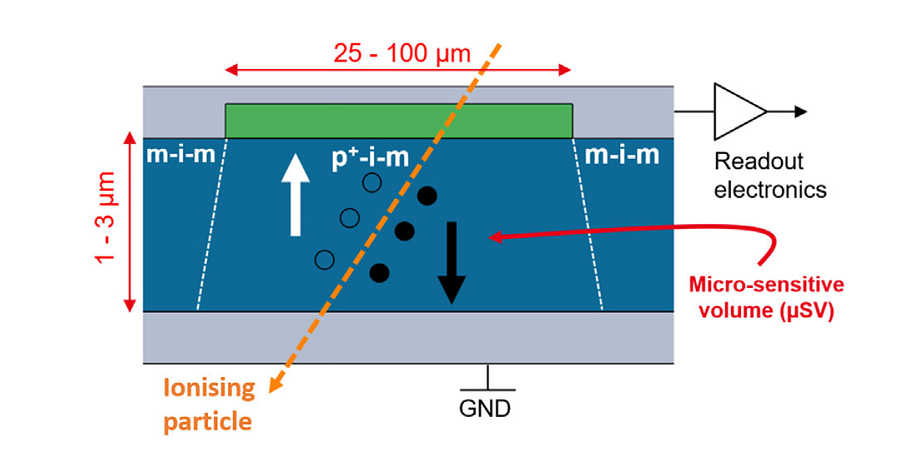 25 - 100 µm
m-i-m
p⁺-i-m
m-i-m
1 - 3 µm
Readout
electronics
Micro-sensitive
volume (µSV)
Ionising
particle
GND